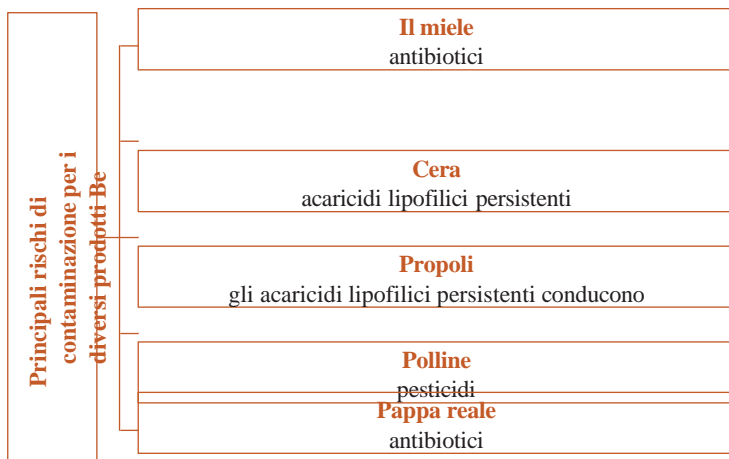 Principali rischi di
contaminazione per i
diversi prodotti Be
Il miele
antibiotici
Cera
acaricidi lipofilici persistenti
Propoli
gli acaricidi lipofilici persistenti conducono
Polline
pesticidi
Pappa reale
antibiotici